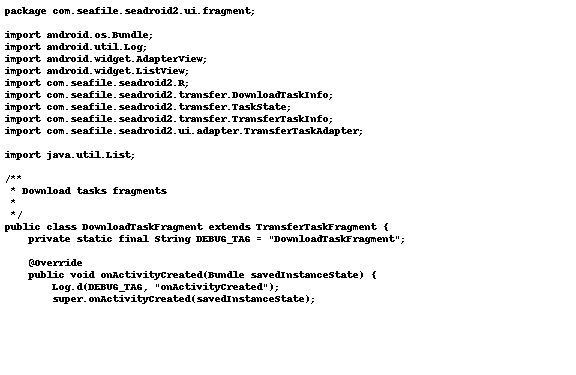 package com.seafile.seadroid2.ui.fragment;

import android.os.Bundle;
import android.util.Log;
import android.widget.AdapterView;
import android.widget.ListView;
import com.seafile.seadroid2.R;
import com.seafile.seadroid2.transfer.DownloadTaskInfo;
import com.seafile.seadroid2.transfer.TaskState;
import com.seafile.seadroid2.transfer.TransferTaskInfo;
import com.seafile.seadroid2.ui.adapter.TransferTaskAdapter;

import java.util.List;

/**
 * Download tasks fragments
 *
 */
public class DownloadTaskFragment extends TransferTaskFragment {
    private static final String DEBUG_TAG = "DownloadTaskFragment";

    @Override
    public void onActivityCreated(Bundle savedInstanceState) {
        Log.d(DEBUG_TAG, "onActivityCreated");
        super.onActivityCreated(savedInstanceState);